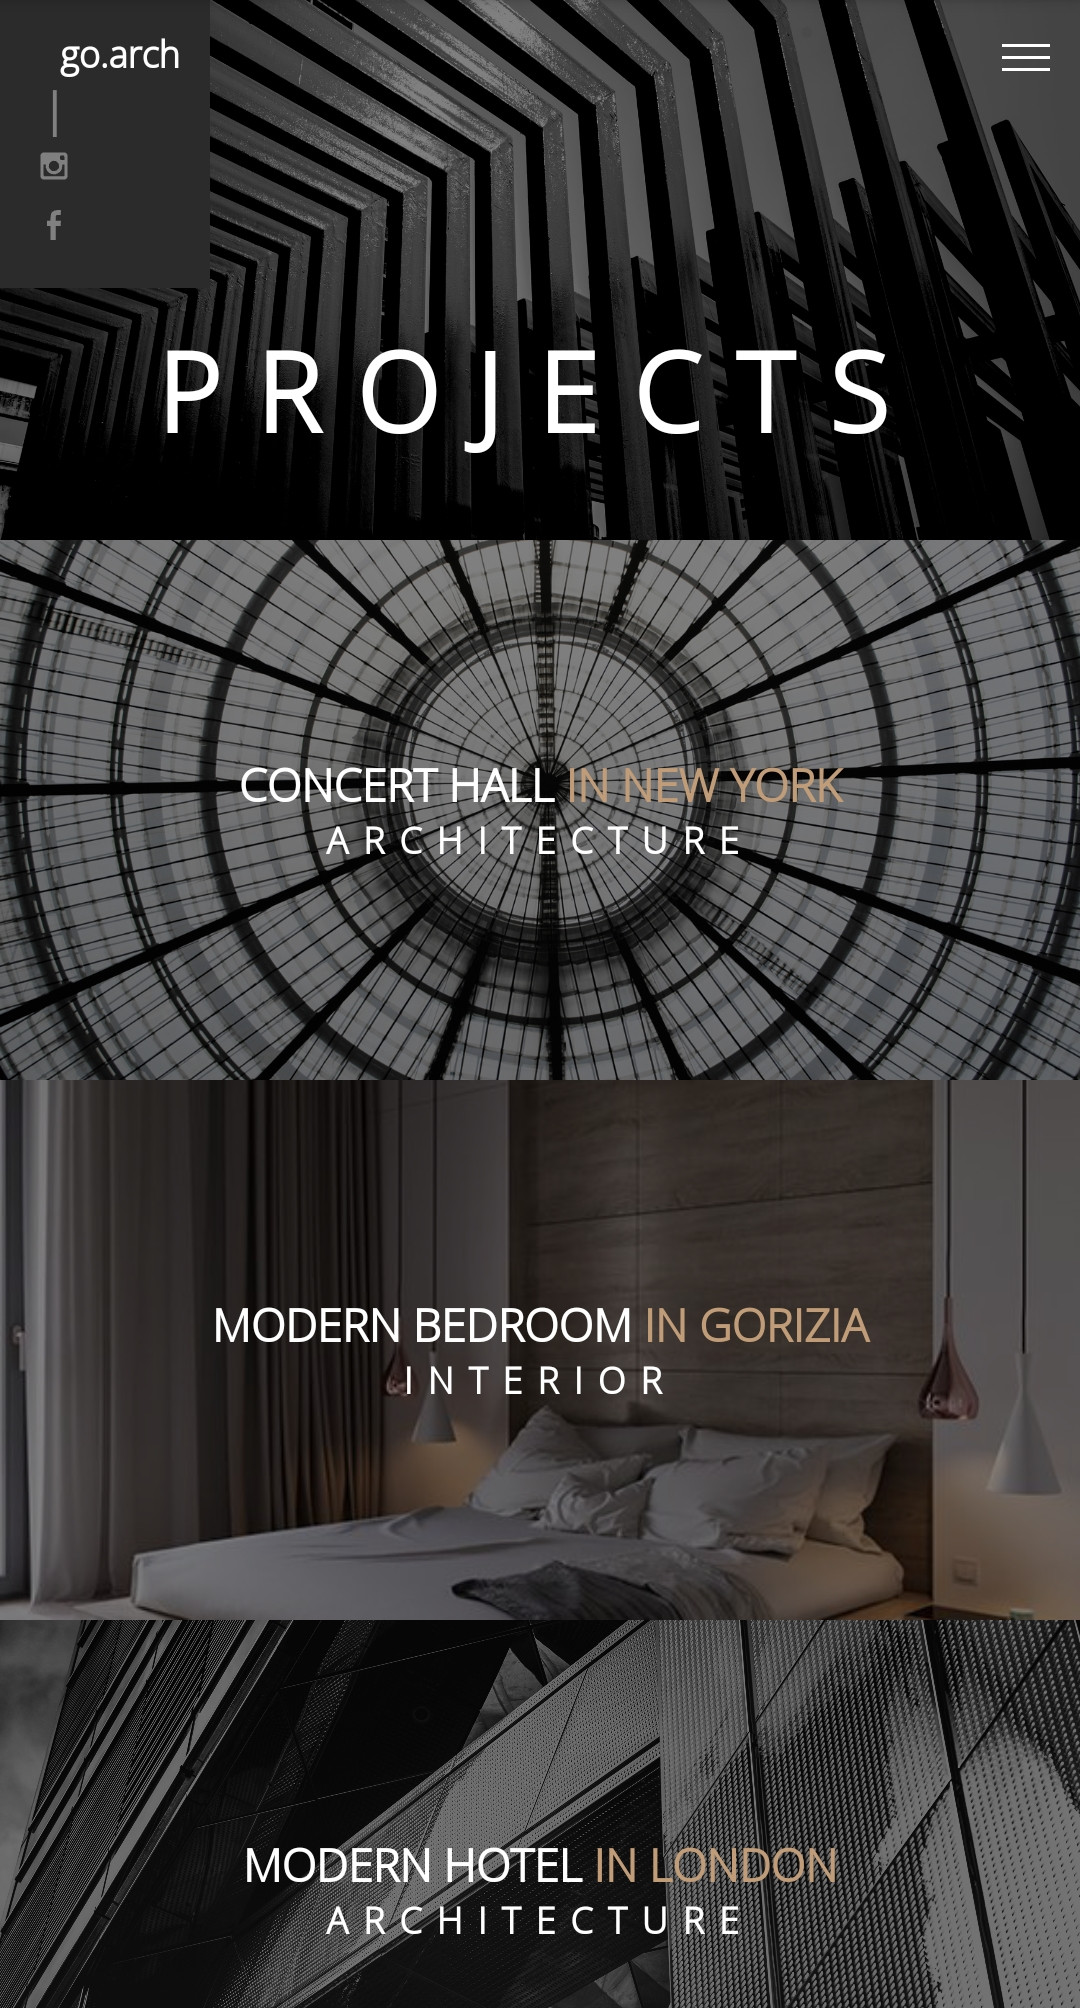 go.arch
PROJECTS
CONCERT HALL IN NEW YORK
ARCHITECTURE
MODERN BEDROOM IN GORIZIA
INTERIOR
MODERN HOTEL IN LONDON
ARCHITECTURE